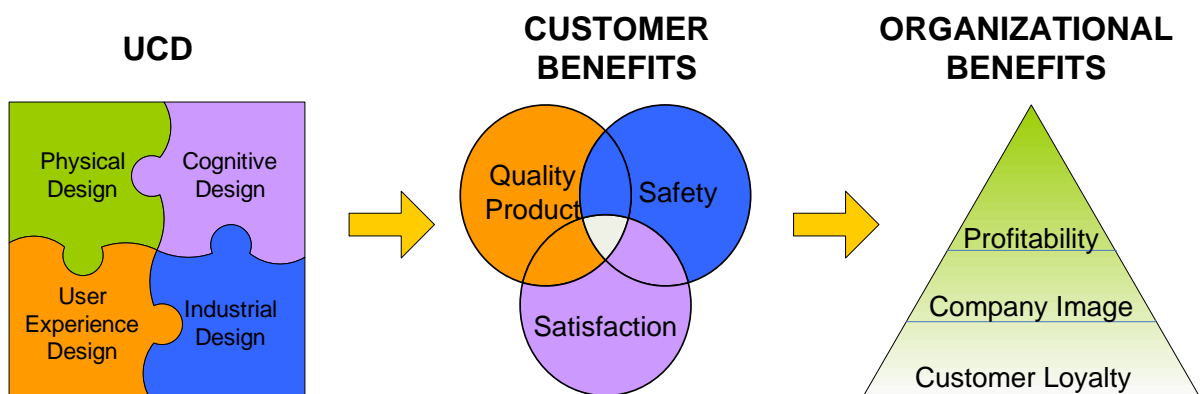 UCD
CUSTOMER
BENEFITS
ORGANIZATIONAL
BENEFITS
Physical
Design
Cognitive
Design
User
Experience
Design
Industrial
Design
Quality
Product
Safety
Satisfaction
Profitability
Company Image
Customer Loyalty